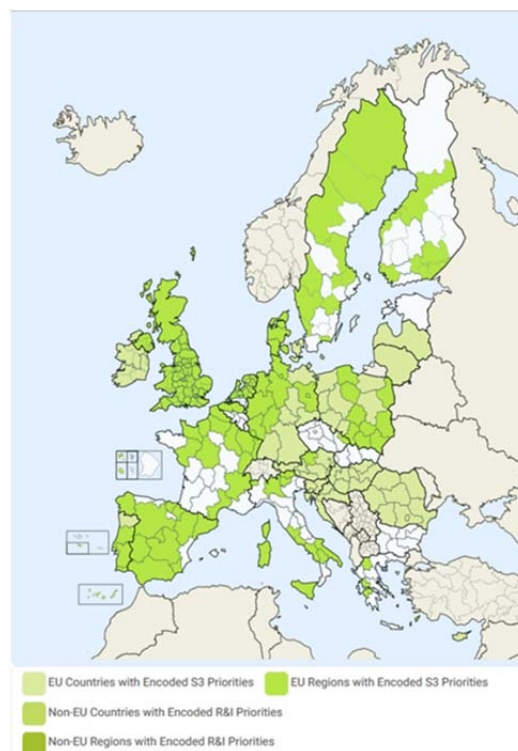 EU Countries with Encoded S3 Priorities EU Regions with Encoded S3 Priorities
Non-EU Countries with Encoded R&I Priorities
Non-EU Regions with Encoded R&I Priorities